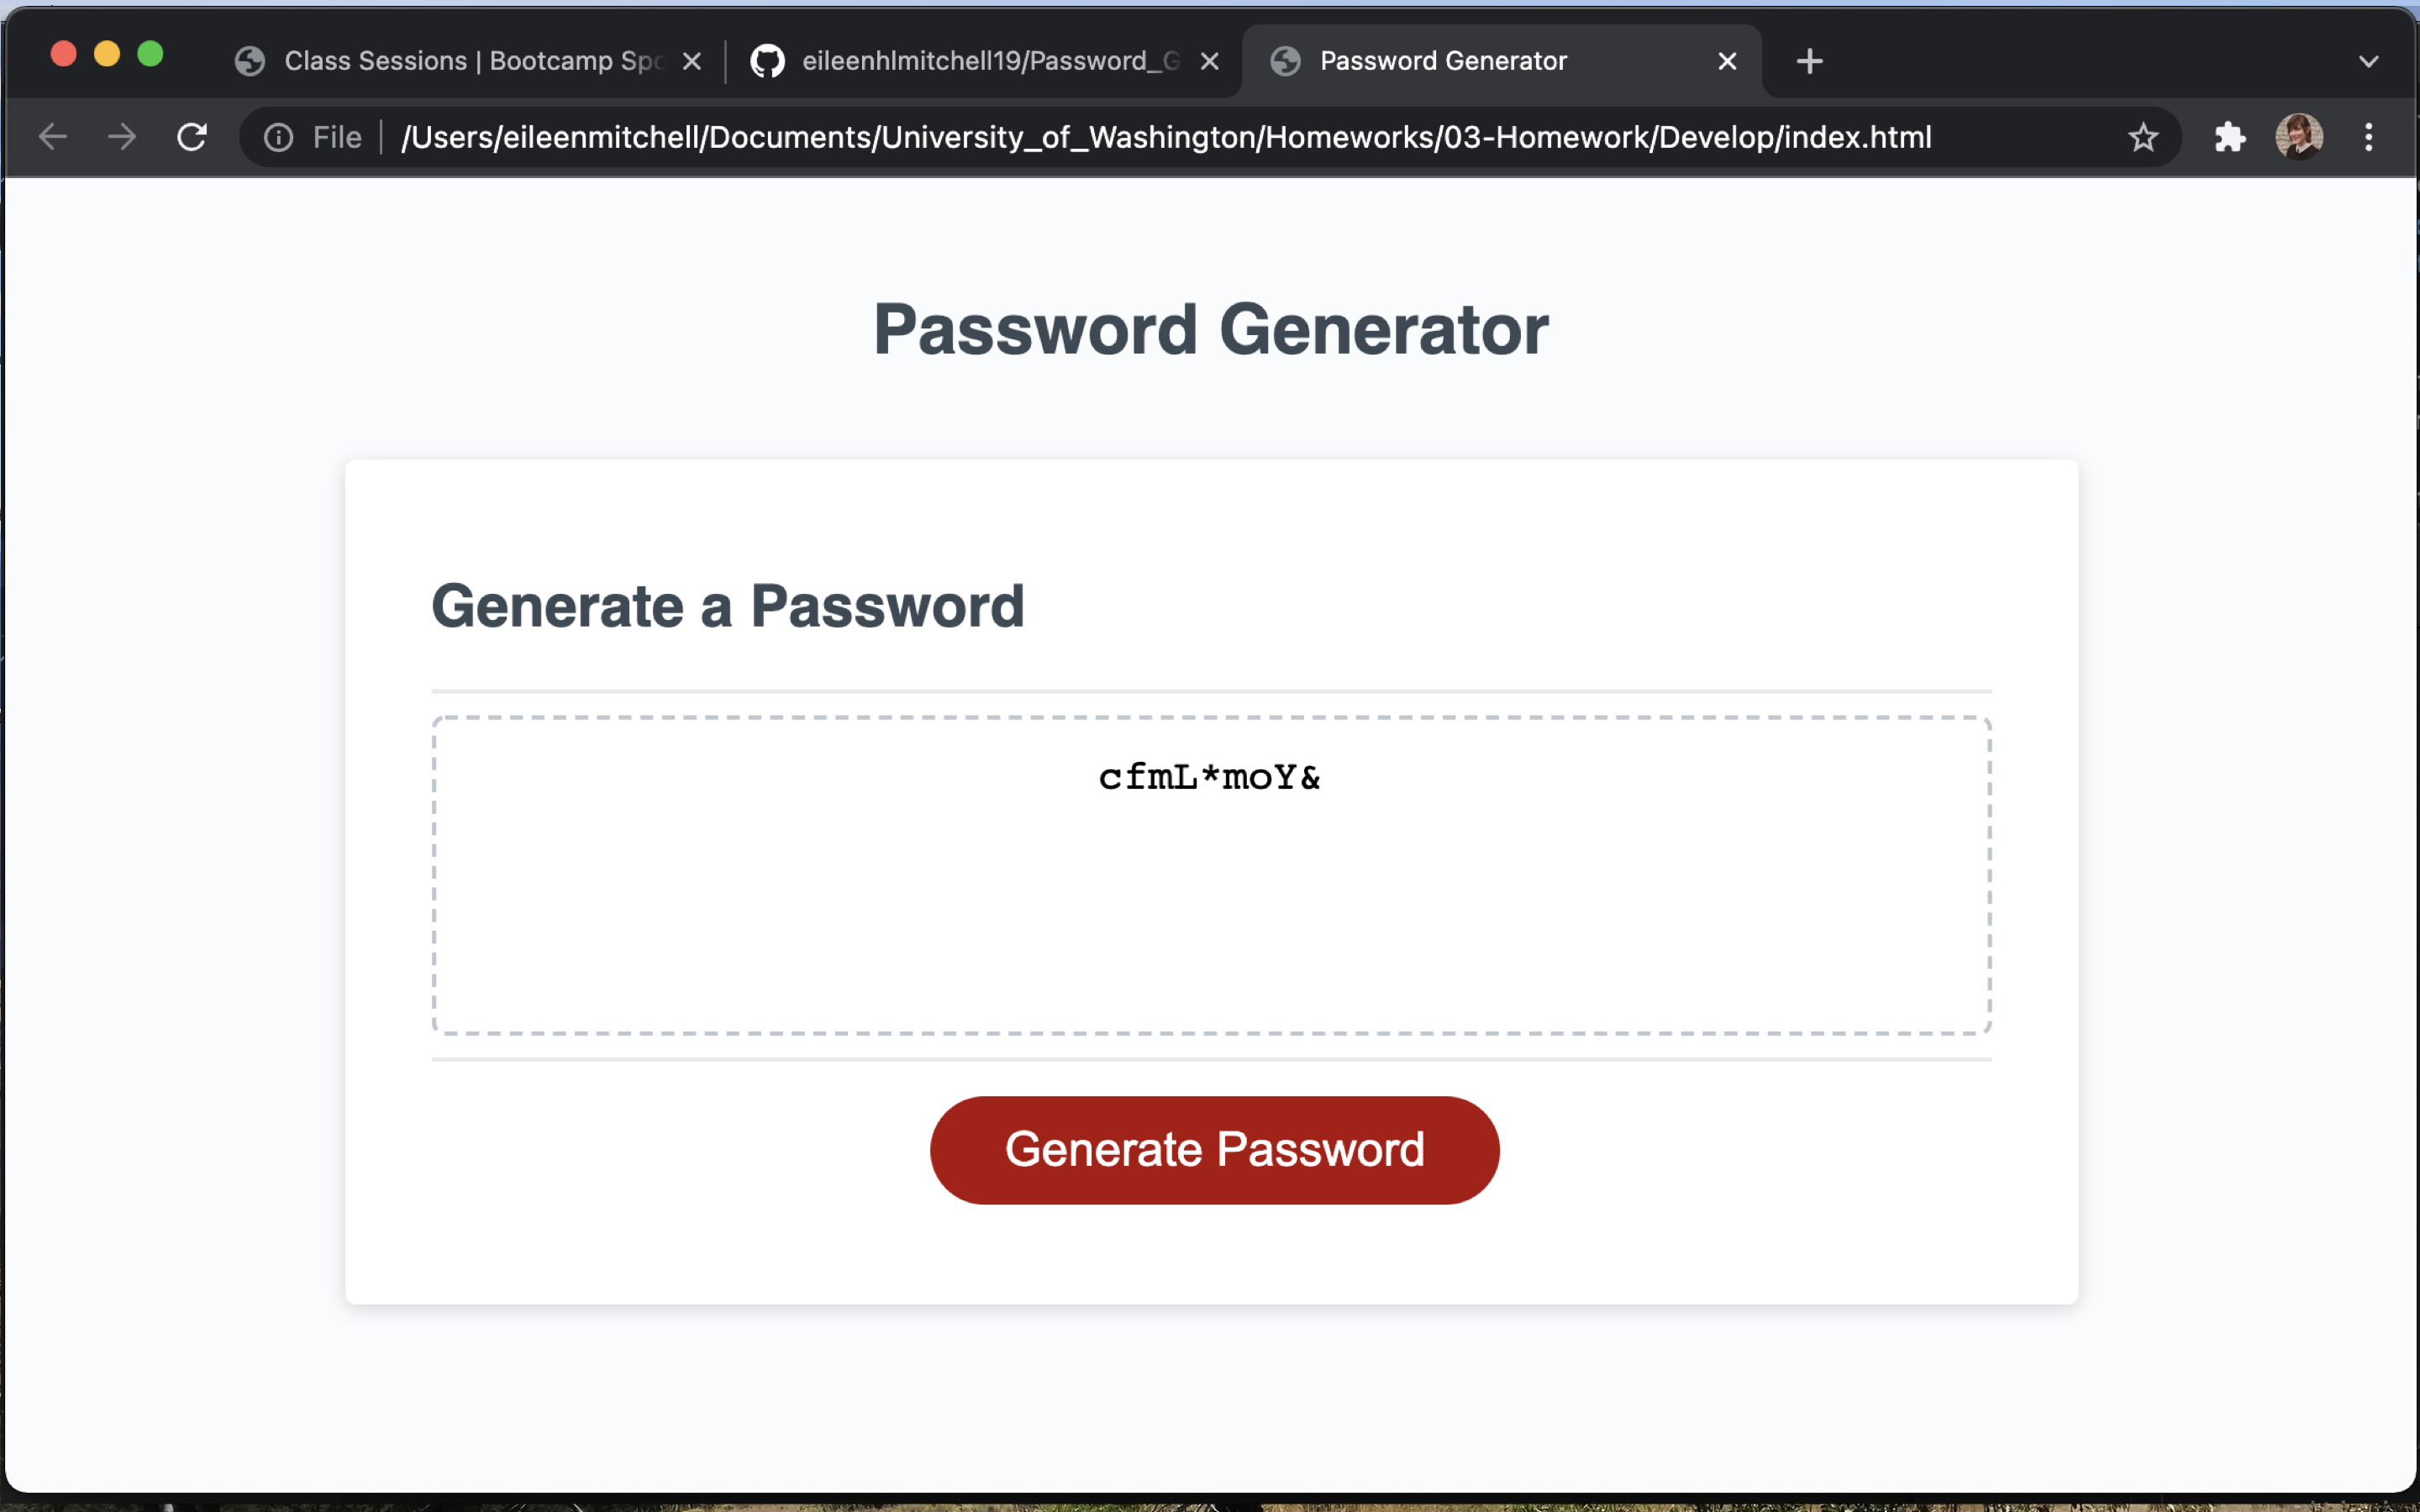 Class Sessions | Bootcamp Spo
eileenhlmitchell19/Password_G
Password Generator
File
/Users/eileenmitchell/Documents/University_of_Washington/Homeworks/03-Homework/Develop/index.html
Password Generator
Generate a Password
cfmL*moY&
Generate Password